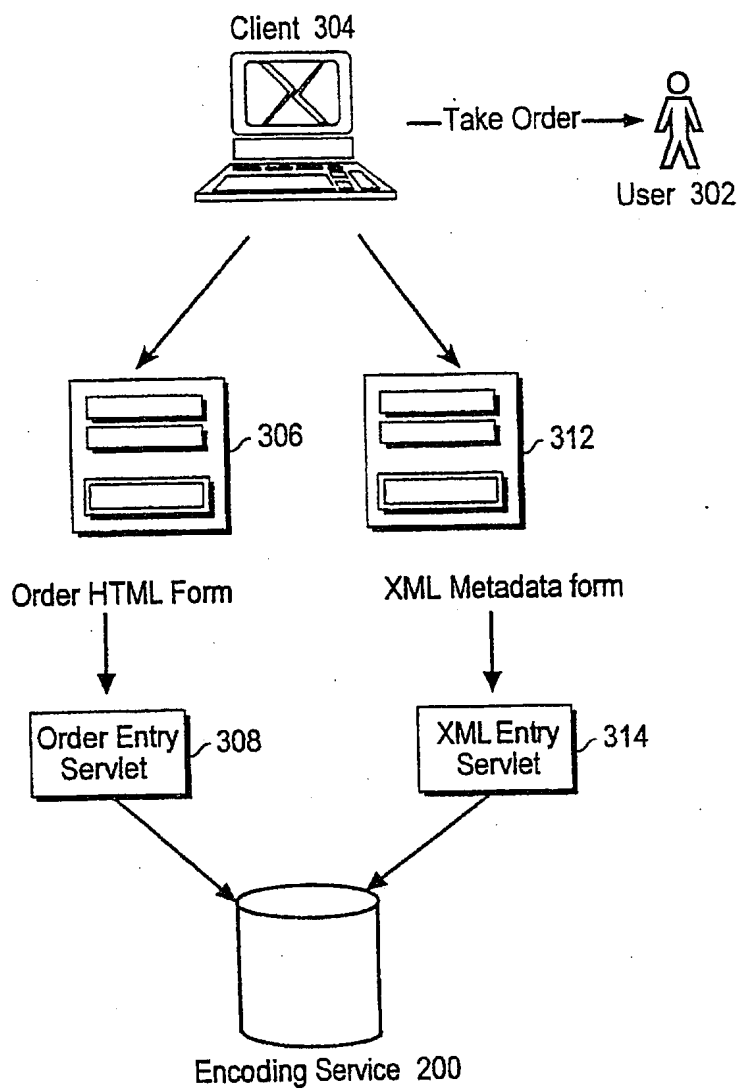 Client 304
Take Order
User 302
306
312
Order HTML Form
XML Metadata form
Order Entry
Servlet
308
XML Entry
Servlet
314
Encoding Service 200